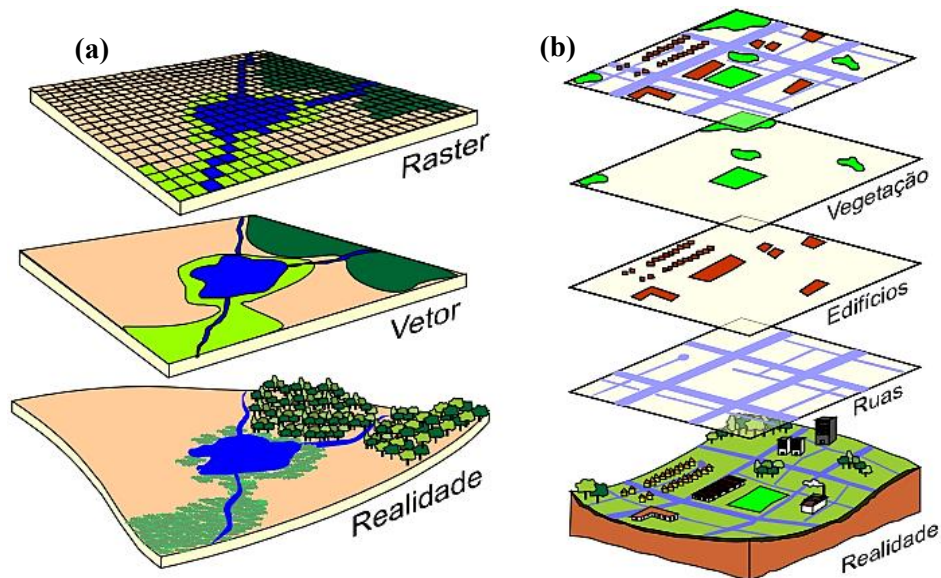 (a)
Raster
Vetor
Realidade
(b)
Vegetação
Edifícios
Ruas
Realidade